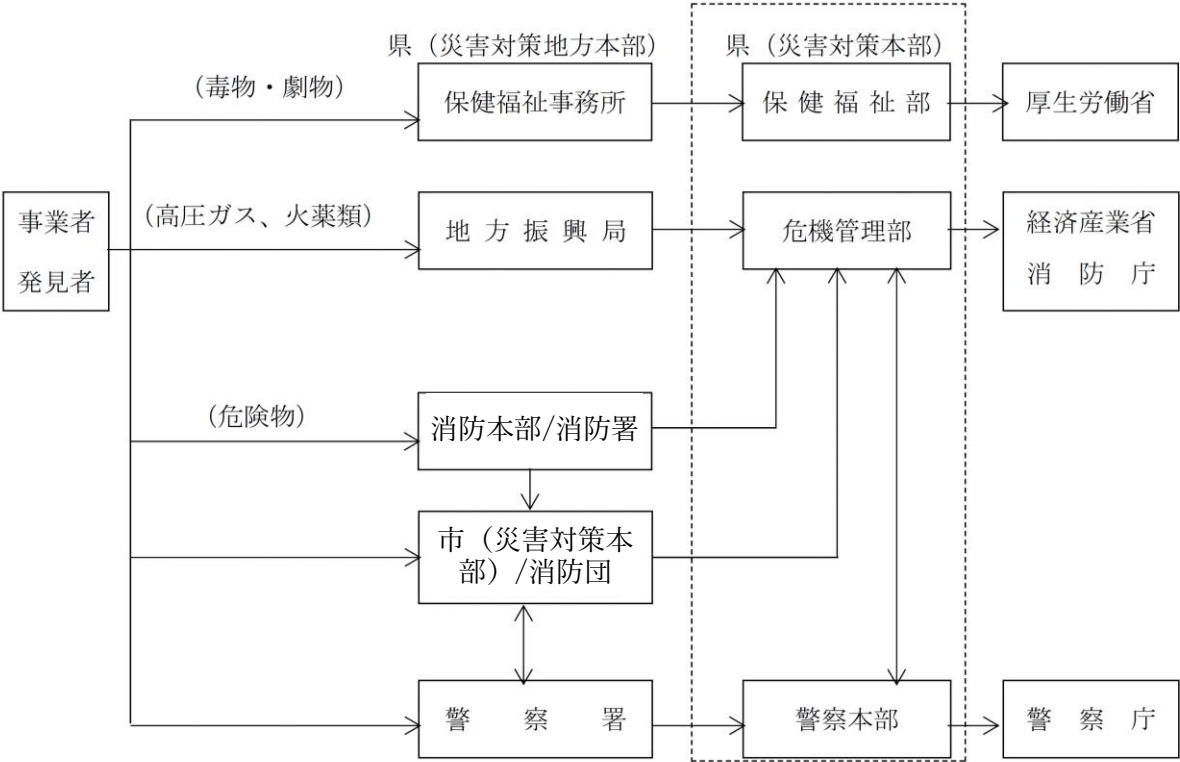 県（災害対策地方本部）
県（災害対策本部）
（毒物・劇物）
保健福祉事務所
保健福祉部
厚生労働省
事業者
発見者
（高圧ガス、火薬類）
地方振興局
危機管理部
経済産業省
消防庁
（危険物）
消防本部/消防署
市（災害対策本
部）/消防団
警察署
警察本部
警察庁